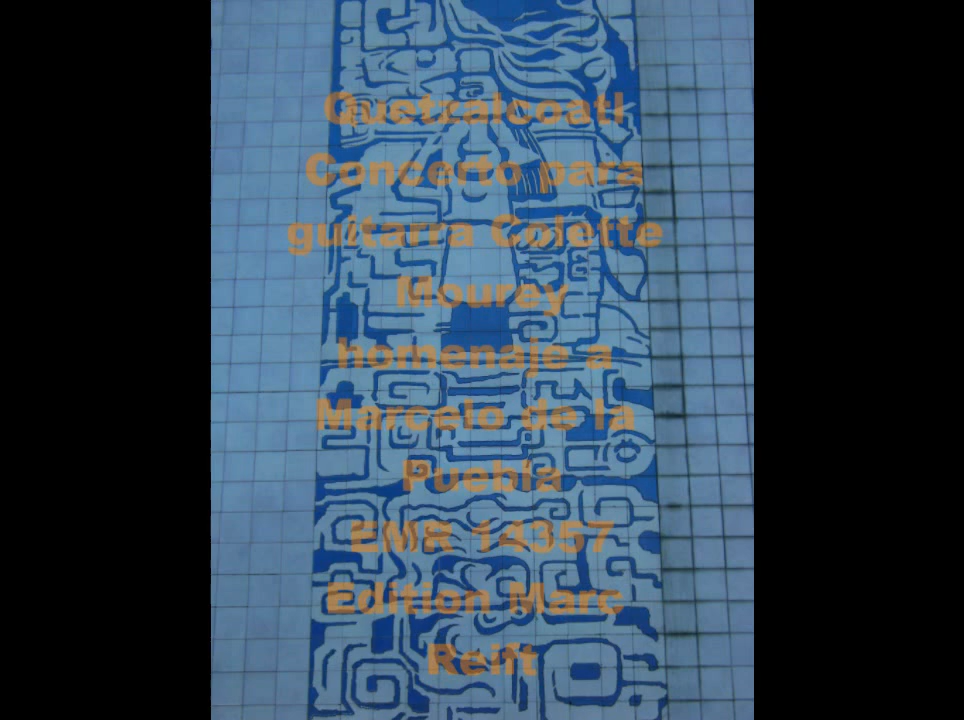 Quetzalcoatl
Concerto para
guitarra Colette
Mourey
homenaje a
Marcelo de la
Puebla
EMR 14357
Edition Marc
Reift